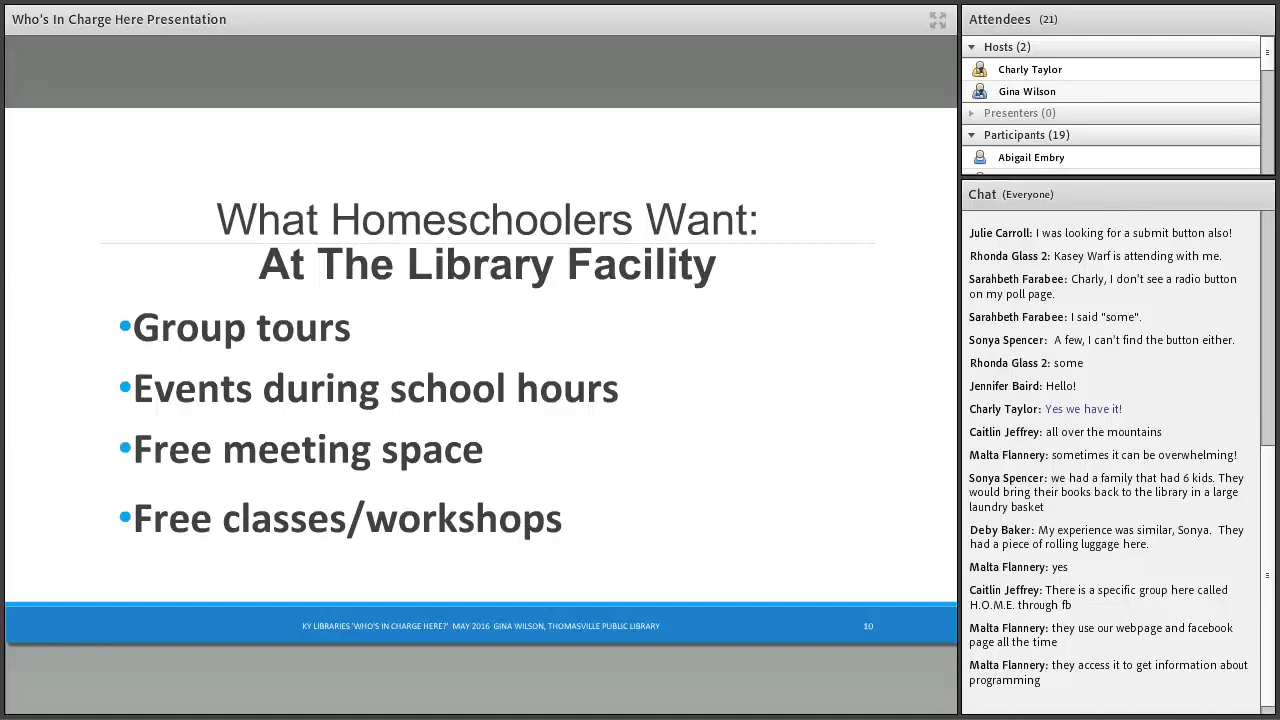 Who's In Charge Here Presentation
What Homeschoolers Want:
At The Library Facility
•Group tours
•Events during school hours
•Free meeting space
•Free classes/workshops
KY LIBRARIES 'WHO'S IN CHARGE HERE?' MAY 2016 GINA WILSON, THOMASVILLE PUBLIC LIBRARY
10
Attendees (21)
Hosts (2)
Charly Taylor
Gina Wilson
Presenters (0)
Participants (19)
Abigail Embry
Chat (Everyone)
Julie Carroll: I was looking for a submit button also!
Rhonda Glass 2: Kasey Warf is attending with me.
Sarahbeth Farabee: Charly, I don't see a radio button
on my poll page.
Sarahbeth Farabee: I said "some".
Sonya Spencer: A few, I can't find the button either.
Rhonda Glass 2: some
Jennifer Baird: Hello!
Charly Taylor: Yes we have it!
Caitlin Jeffrey: all over the mountains
Malta Flannery: sometimes it can be overwhelming!
Sonya Spencer: we had a family that had 6 kids. They
would bring their books back to the library in a large
laundry basket
Deby Baker: My experience was similar, Sonya. They
had a piece of rolling luggage here.
Malta Flannery: yes
Caitlin Jeffrey: There is a specific group here called
H.O.M.E. through fb
Malta Flannery: they use our webpage and facebook
page all the time
Malta Flannery: they access it to get information about
programming